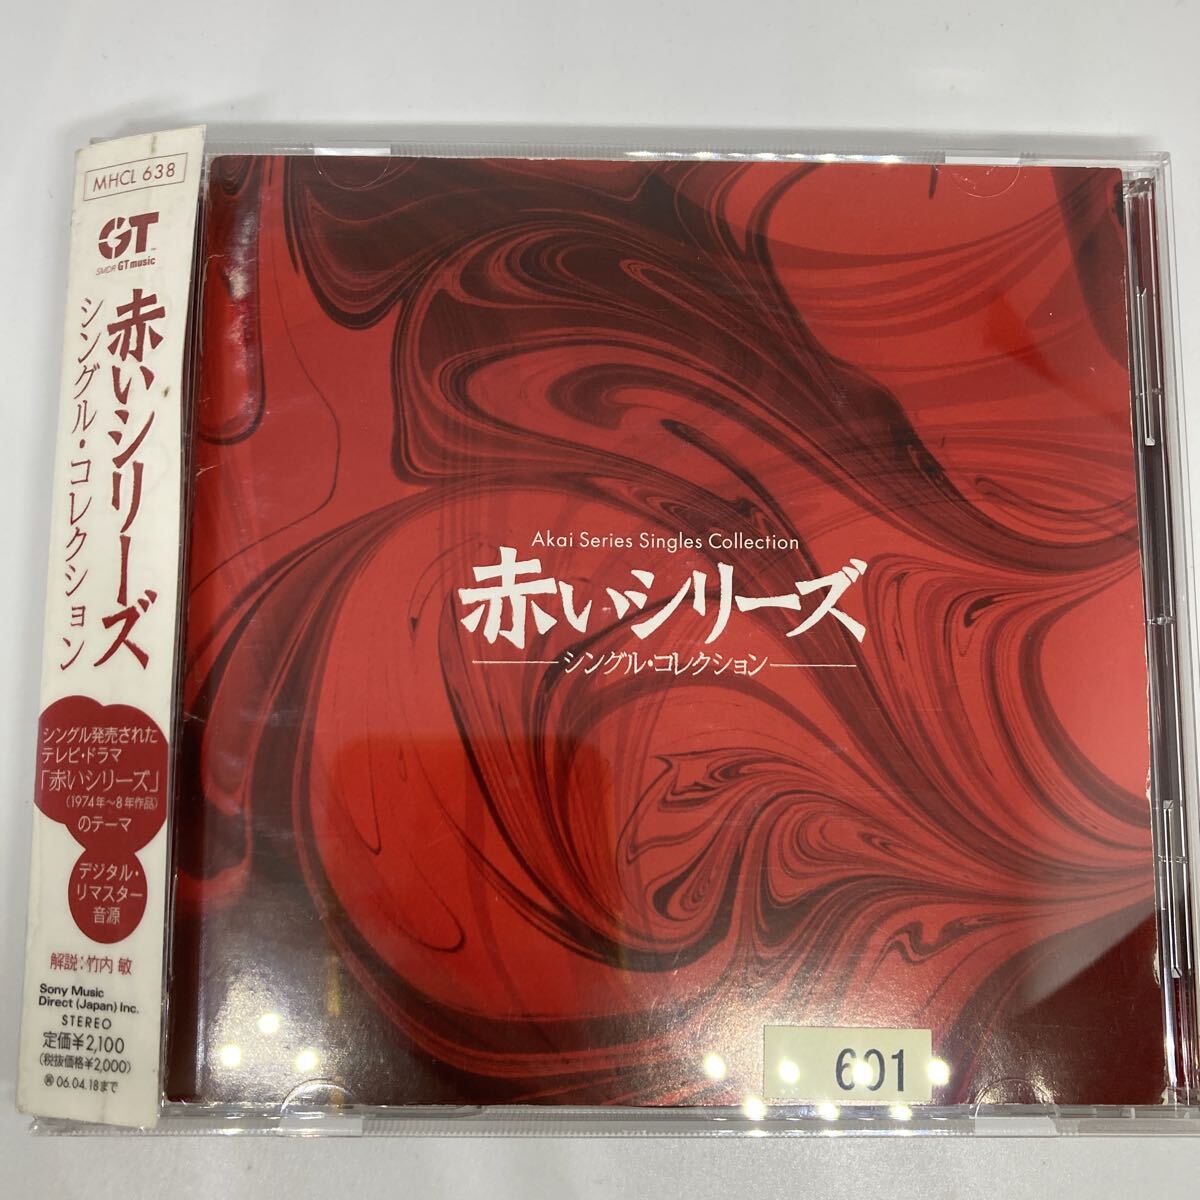 MHCL 638
GT
SMDR GT music
赤いシリーズ
シングル・コレクション
シングル発売された
テレビ・ドラマ
「赤いシリーズ」
(1974年〜8年作品)
のテーマ
デジタル・
リマスター
音源
解説:竹内 敏
Sony Music
Direct (Japan) Inc.
STEREO
定価¥2,100
(税抜価格¥2,000)
06.04.18まで
Akai Series Singles Collection
赤いシリーズ
シングル・コレクション
601